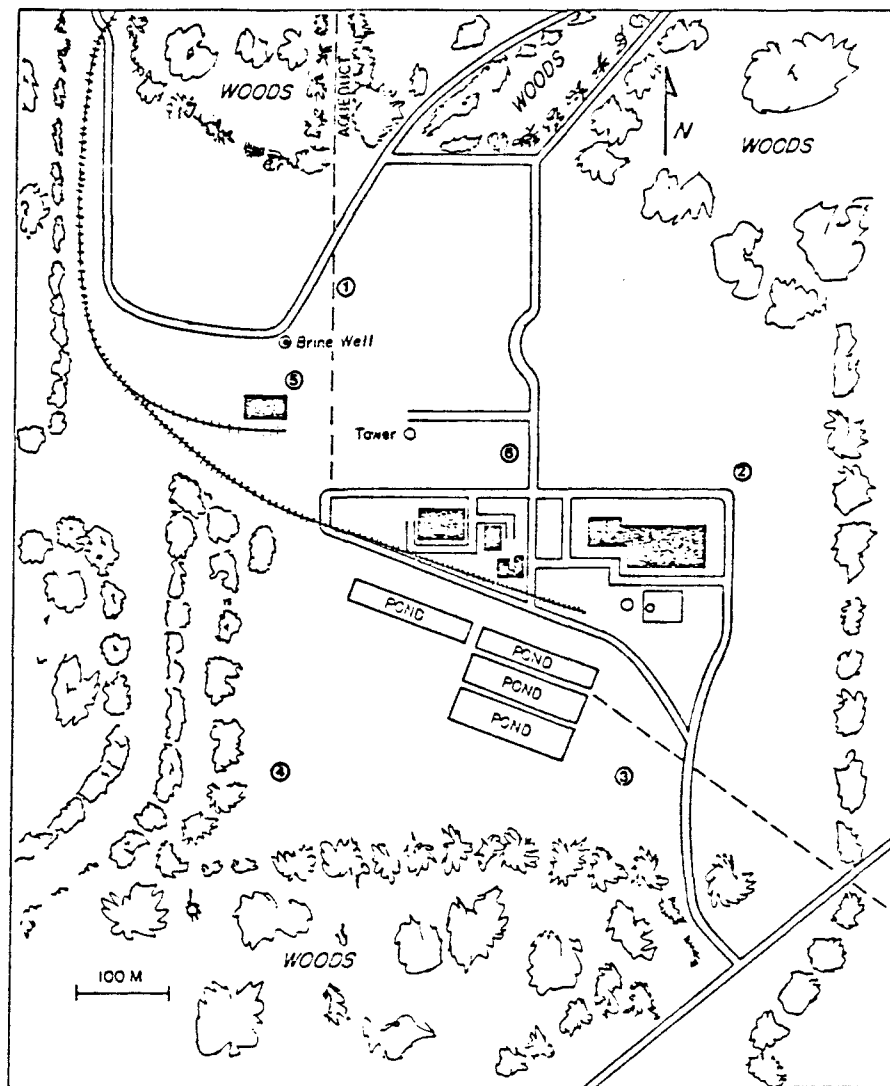 WOODS
AQUEDUCT
WOODS
N
WOODS
1
Brine Well
5
Tower
6
2
POND
POND
POND
POND
4
3
WOODS
100 M